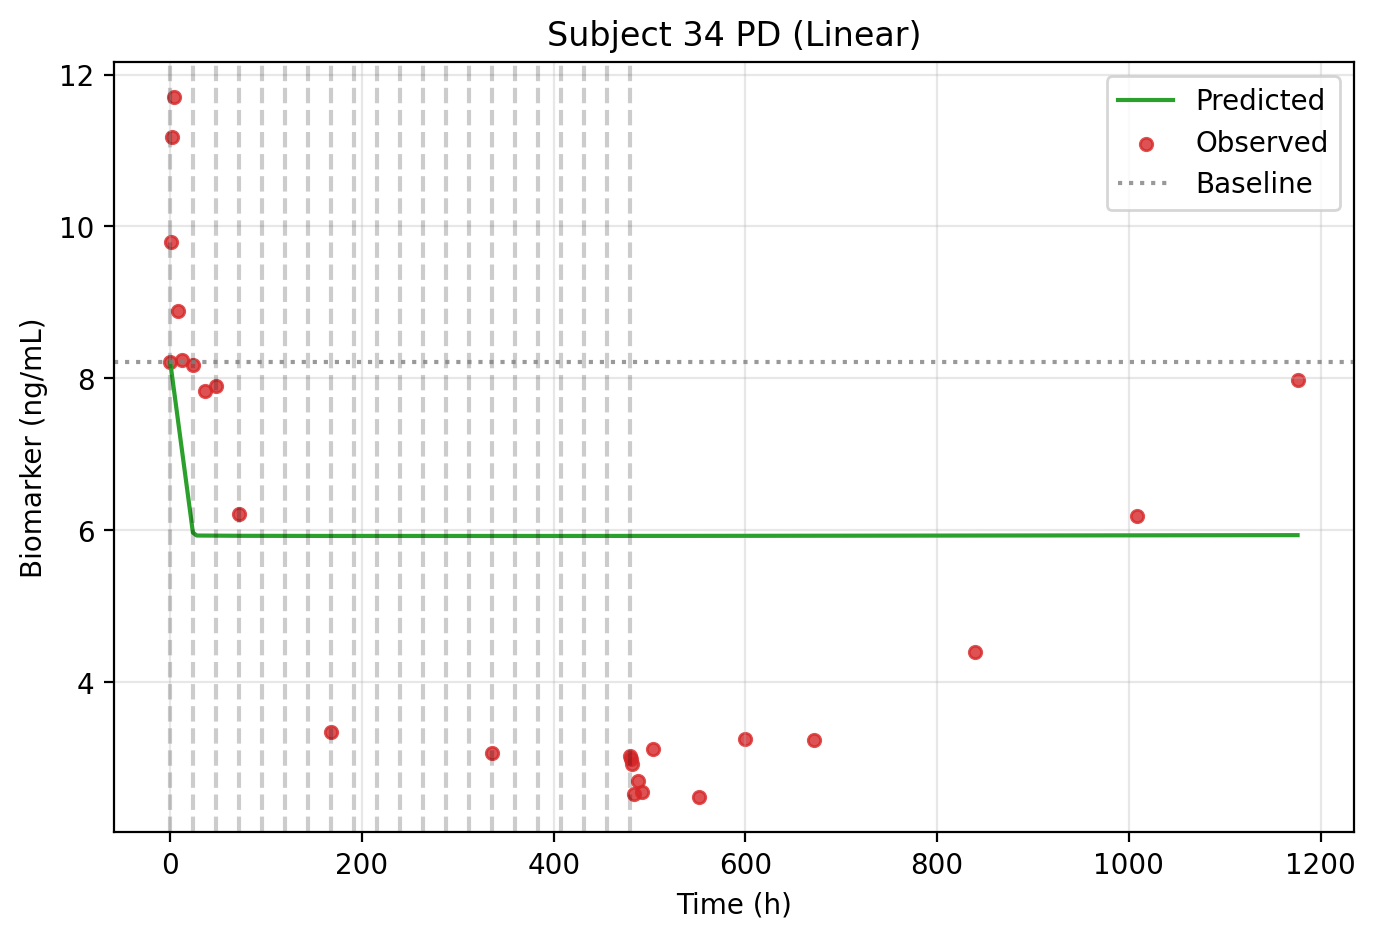 Subject 34 PD (Linear)
Predicted
Observed
Baseline
Biomarker (ng/mL)
12
10
8
6
4
0 200 400 600 800 1000 1200
Time (h)